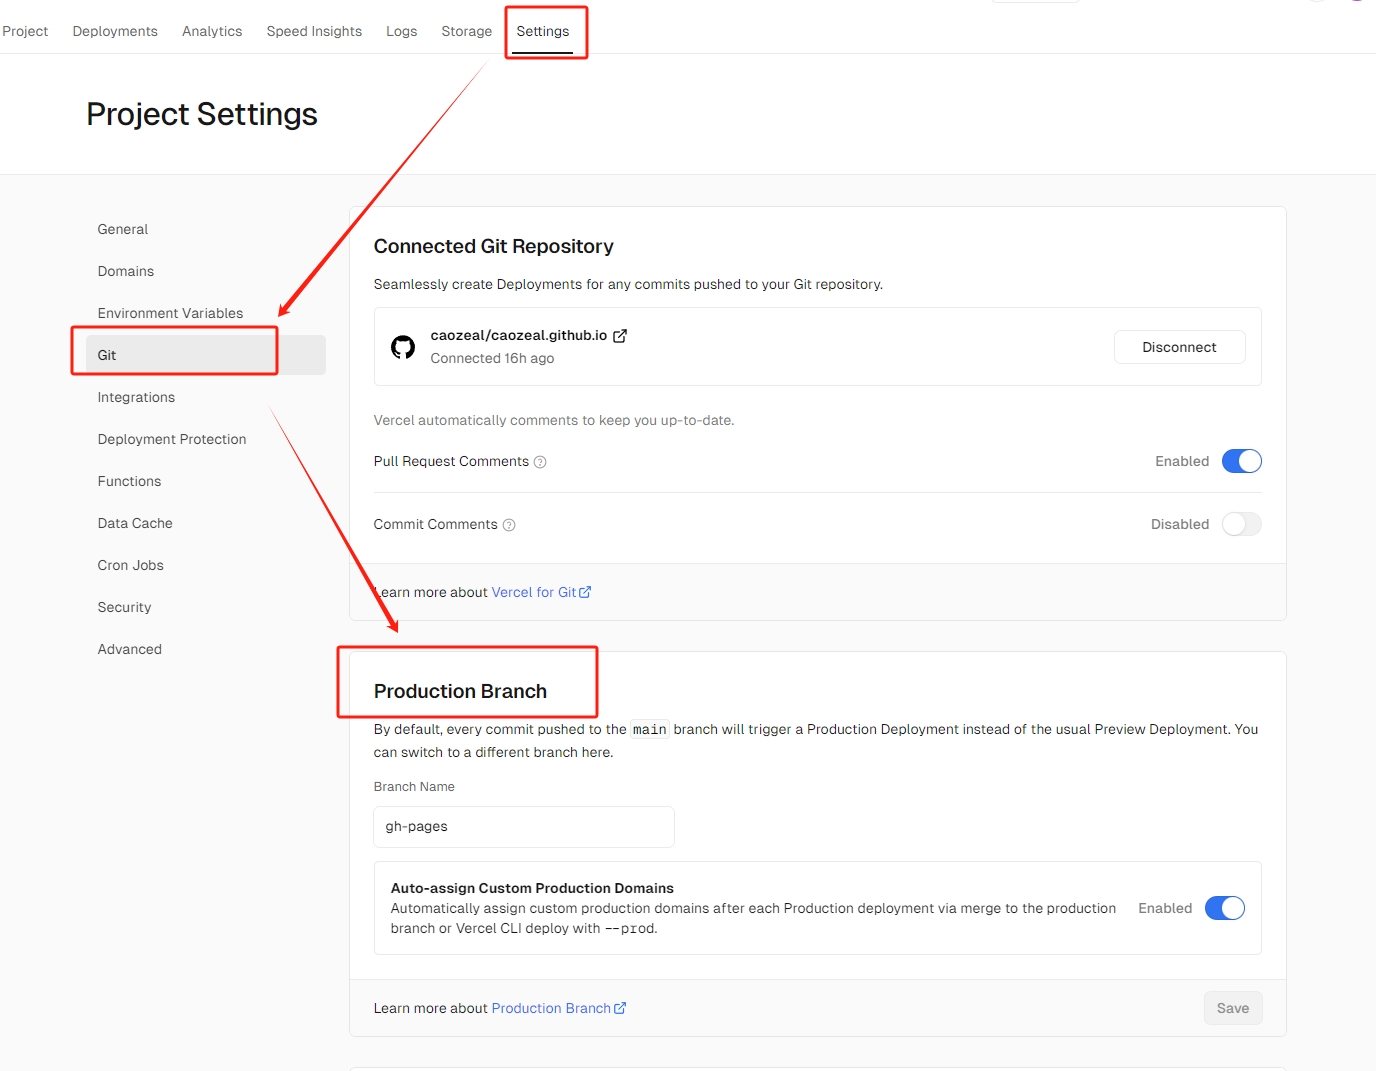 Project Deployments Analytics Speed Insights Logs Storage Settings
Project Settings
General
Domains
Environment Variables
Git
Integrations
Deployment Protection
Functions
Data Cache
Cron Jobs
Security
Advanced
Connected Git Repository
Seamlessly create Deployments for any commits pushed to your Git repository.
caozeal/caozeal.github.io
Connected 16h ago
Disconnect
Vercel automatically comments to keep you up-to-date.
Pull Request Comments Enabled
Commit Comments Disabled
Learn more about Vercel for Git
Production Branch
By default, every commit pushed to the main branch will trigger a Production Deployment instead of the usual Preview Deployment. You
can switch to a different branch here.
Branch Name
gh-pages
Auto-assign Custom Production Domains
Automatically assign custom production domains after each Production deployment via merge to the production
branch or Vercel CLI deploy with --prod.
Enabled
Learn more about Production Branch
Save